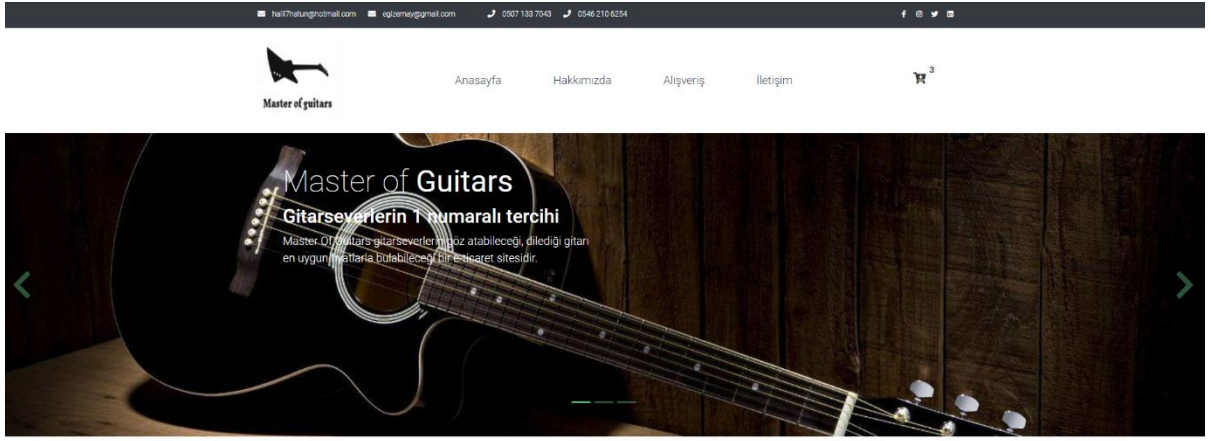 halil7hatun@hotmail.com egizemay@gmail.com 0507 133 7043 0546 210 6254
Master of guitars
Anasayfa Hakkımızda Alışveriş İletişim 3
Master of Guitars
Gitarseverlerin 1 numaralı tercihi
Master Of Guitars gitarseverlerin göz atabileceği, dilediği gitarı
en uygun fiyatlarla bulabileceği bir e-ticaret sitesidir.